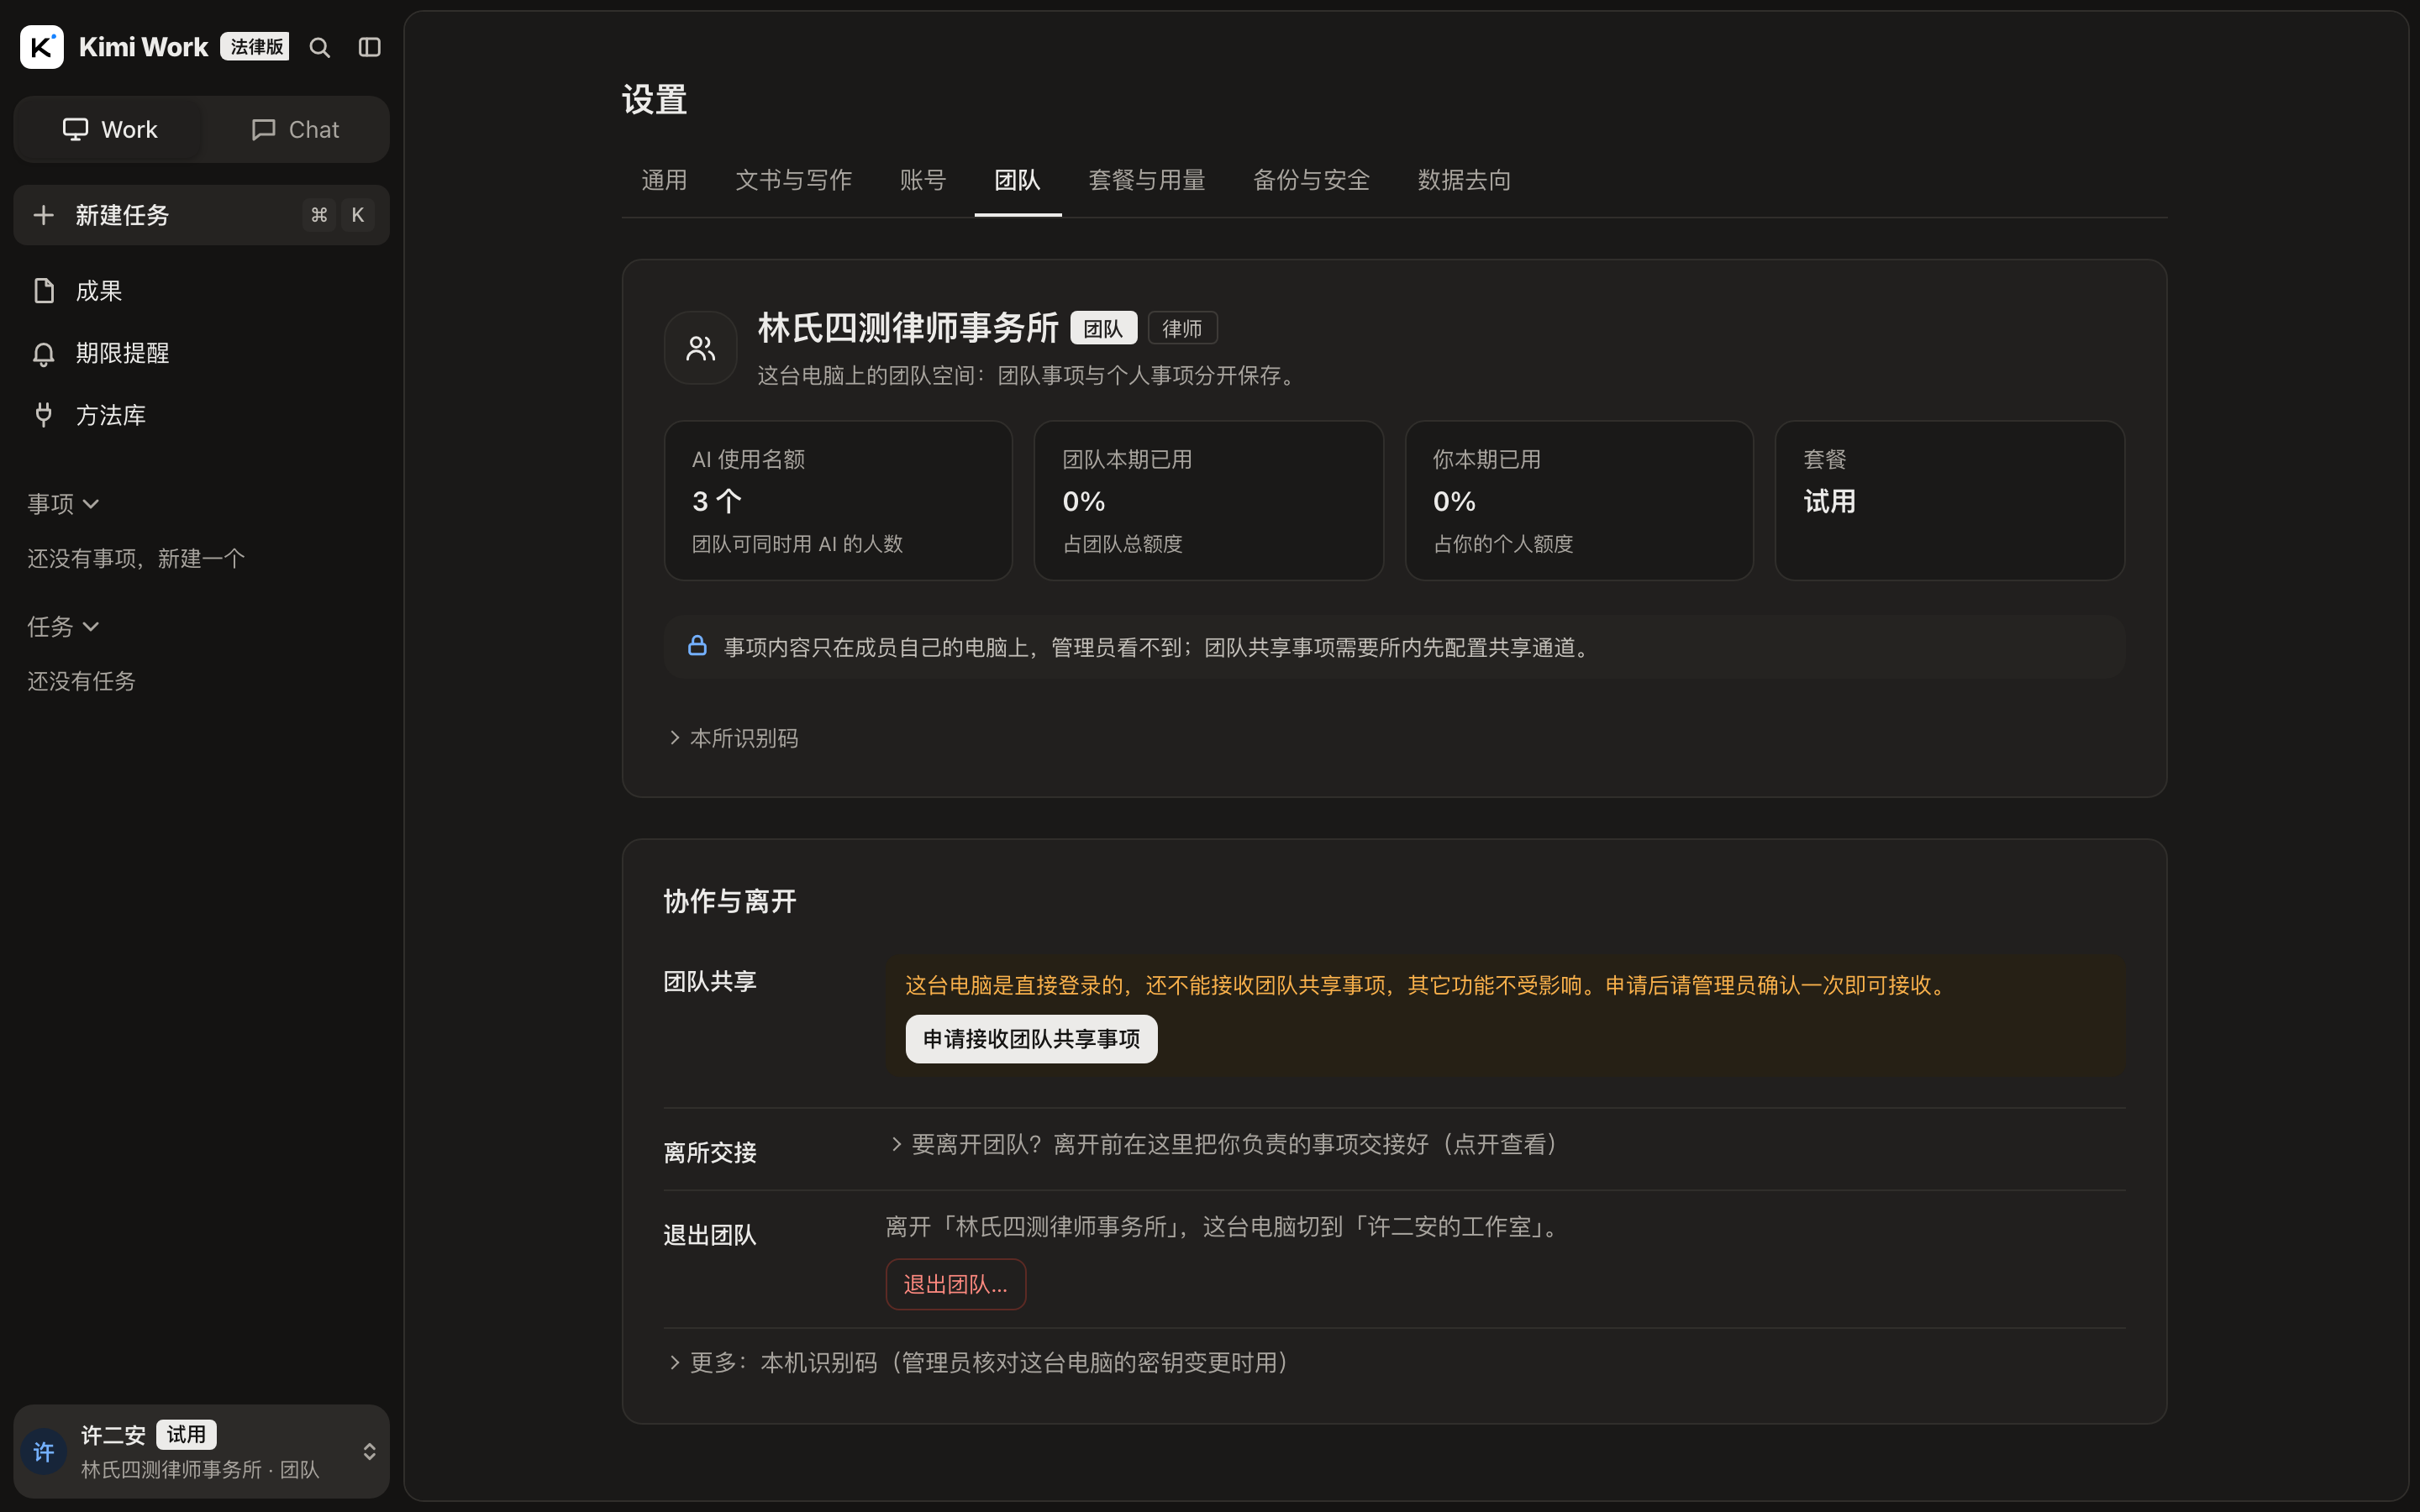 Kimi Work 法律版
Work
Chat
新建任务 ⌘ K
成果
期限提醒
方法库
事项
还没有事项，新建一个
任务
还没有任务
许 许二安 试用
林氏四测律师事务所 · 团队
设置
通用 文书与写作 账号 团队 套餐与用量 备份与安全 数据去向
林氏四测律师事务所 团队 律师
这台电脑上的团队空间：团队事项与个人事项分开保存。
AI 使用名额
3 个
团队可同时用 AI 的人数
团队本期已用
0%
占团队总额度
你本期已用
0%
占你的个人额度
套餐
试用
事项内容只在成员自己的电脑上，管理员看不到；团队共享事项需要所内先配置共享通道。
本所识别码
协作与离开
团队共享
这台电脑是直接登录的，还不能接收团队共享事项，其它功能不受影响。申请后请管理员确认一次即可接收。
申请接收团队共享事项
离所交接
要离开团队？离开前在这里把你负责的事项交接好（点开查看）
退出团队
离开「林氏四测律师事务所」，这台电脑切到「许二安的工作室」。
退出团队...
更多：本机识别码（管理员核对这台电脑的密钥变更时用）